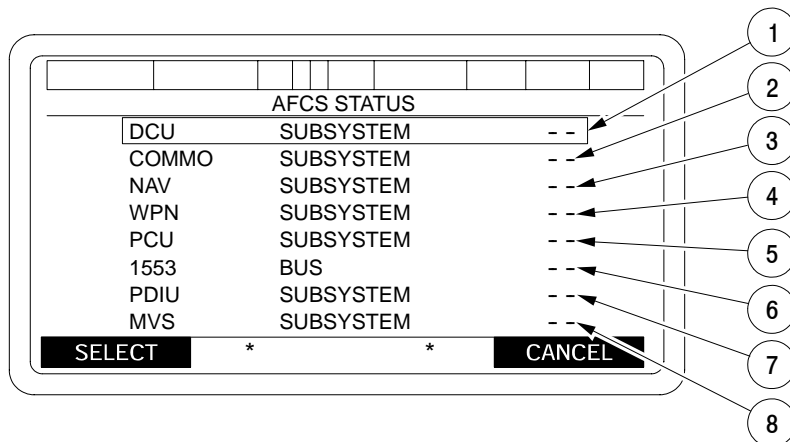 AFCS STATUS
DCU SUBSYSTEM - -
COMMO SUBSYSTEM - -
NAV SUBSYSTEM - -
WPN SUBSYSTEM - -
PCU SUBSYSTEM - -
1553 BUS - -
PDIU SUBSYSTEM - -
MVS SUBSYSTEM - -
SELECT * * CANCEL
1
2
3
4
5
6
7
8